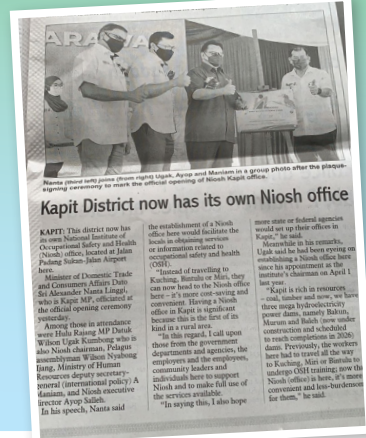 ARAWA
Nanta (third left) joins (from right) Ugak, Ayop and Merriam in a group photo after the plaque-
signing ceremony to mark the official opening of Niosh Kapit office.
Kapit District now has its own Niosh office
KAPIT: This district now has
its own National Institute of
Occupational Safety and Health
(Niosh) office, located at Jalan
Padang Sukan-Jalan Airport
here.
Minister of Domestic Trade
and Consumers Affairs Dato
Sri Alexander Nanta Linggi,
who is Kapit MP, officiated at
the official opening ceremony
yesterday.
Among those in attendance
were Hulu Rajang MP Datuk
Wilson Ugak Kumbong who is
also Niosh chairman, Pelagus
assemblyman Wilson Nyabong
Ijang, Ministry of Human
Resources deputy secretary-
general (international policy) A
Maniam, and Niosh executive
director Ayop Salleh.
In his speech, Nanta said
the establishment of a Niosh
office here would facilitate the
locals in obtaining services
or information related to
occupational safety and health
(OSH).
"Instead of travelling to
Kuching, Bintulu or Miri, they
can now head to the Niosh office
here – it's more cost-saving and
convenient. Having a Niosh
office in Kapit is significant
because this is the first of its
kind in a rural area.
"In this regard, I call upon
those from the government
departments and agencies, the
employers and the employees,
community leaders and
individuals here to support
Niosh and to make full use of
the services available.
"In saying this, I also hope
more state or federal agencies
would set up their offices in
Kapit," he said.
Meanwhile in his remarks,
Ugak said he had been eyeing on
establishing a Niosh office here
since his appointment as the
institute's chairman on April 1
last year.
"Kapit is rich in resources
– coal, timber and now, we have
three mega hydroelectricity
power dams, namely Bakun,
Murum and Baleh (now under
construction and scheduled
to reach completions in 2026)
dams. Previously, the workers
here had to travel all the way
to Kuching, Miri or Bintulu to
undergo OSH training; now the
Niosh (office) is here, it's more
convenient and less-burdensome
for them," he said.